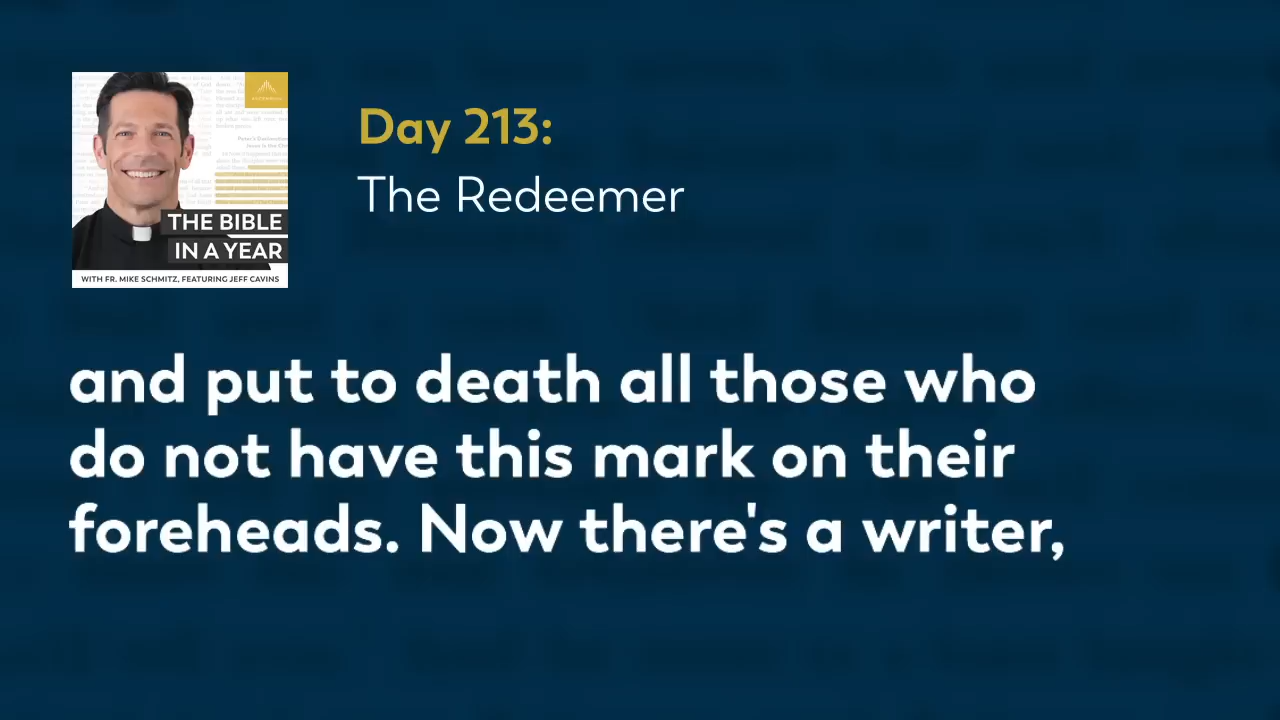 THE BIBLE
IN A YEAR
WITH FR. MIKE SCHMITZ, FEATURING JEFF CAVINS
Day 213:
The Redeemer
and put to death all those who
do not have this mark on their
foreheads. Now there's a writer,